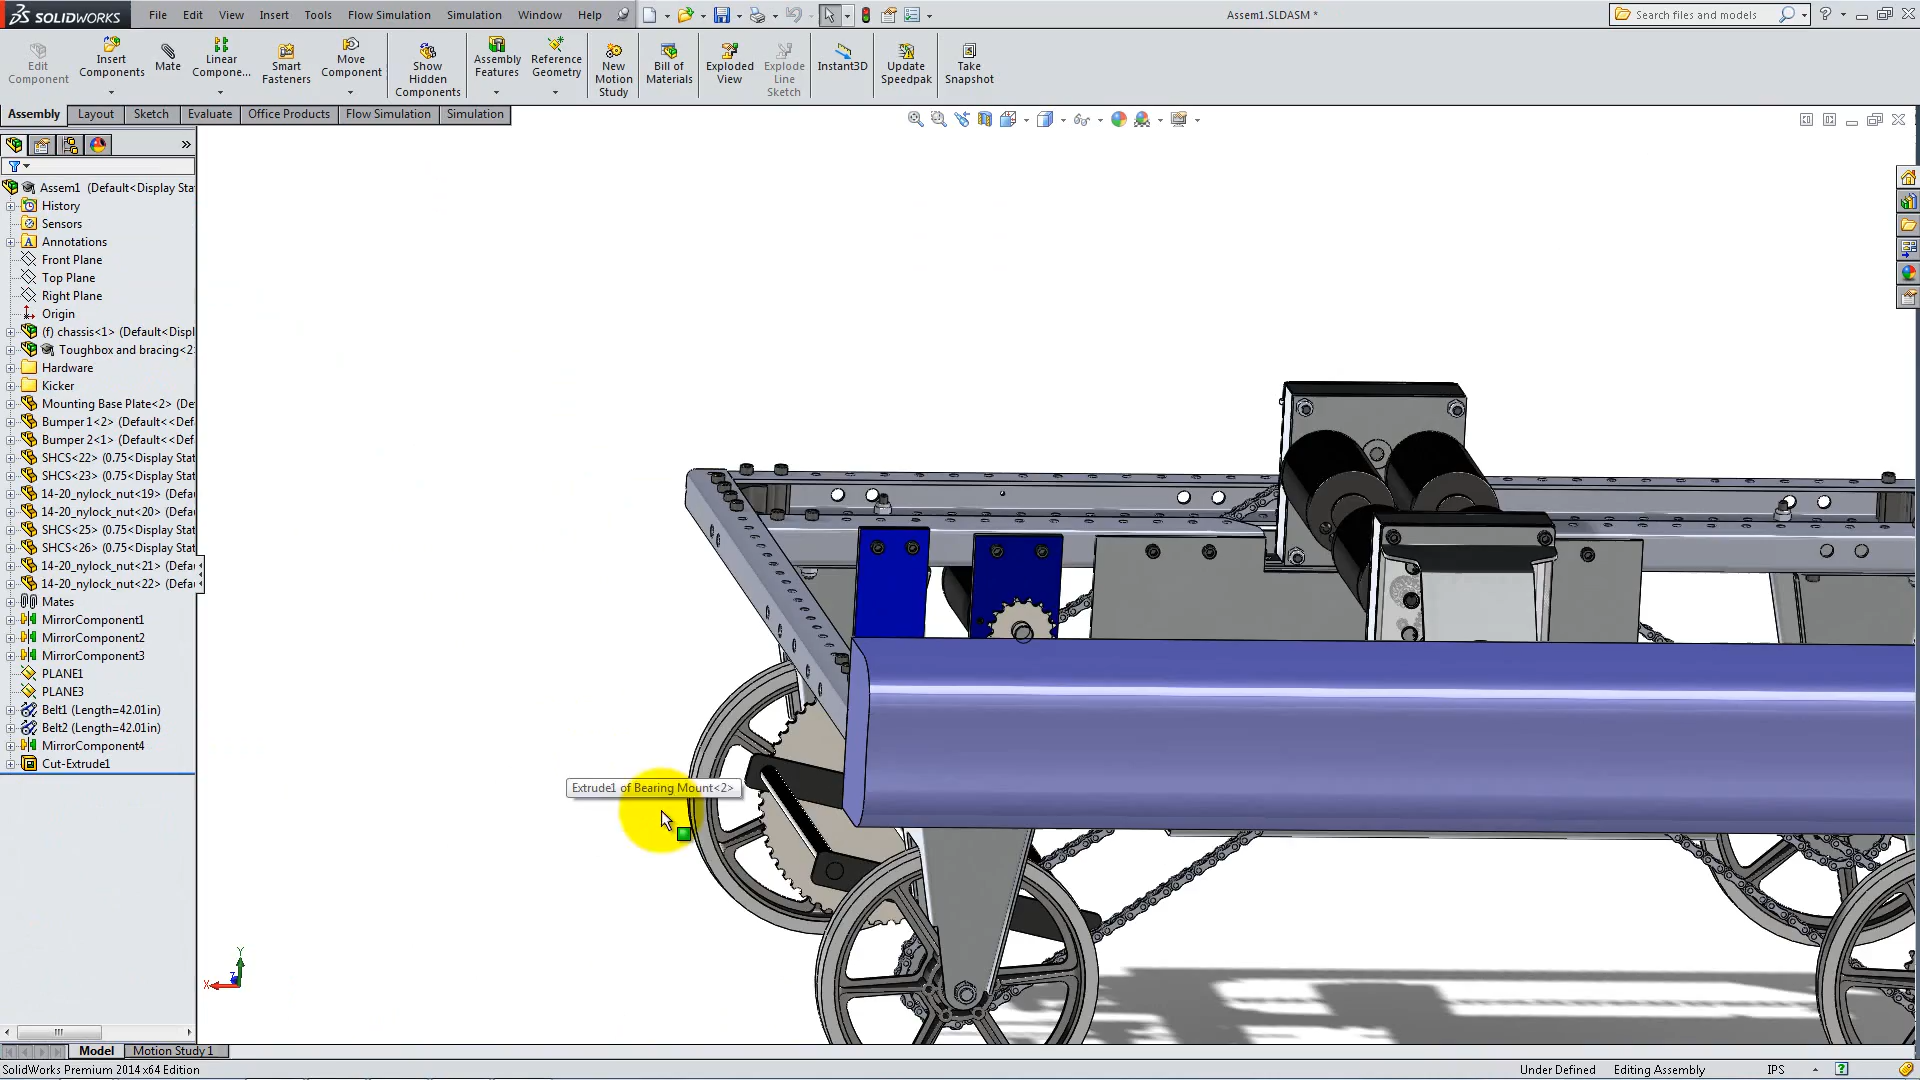 SOLIDWORKS File Edit View Insert Tools Flow Simulation Simulation Window Help Assem1.SLDASM * Search files and models
Edit Component
Insert Components
Mate
Linear Compone...
Smart Fasteners
Move Component
Show Hidden Components
Assembly Features
Reference Geometry
New Motion Study
Bill of Materials
Exploded View
Explode Line Sketch
Instant3D
Update Speedpak
Take Snapshot
Assembly Layout Sketch Evaluate Office Products Flow Simulation Simulation
Assem1 (Default<Display Sta
History
Sensors
Annotations
Front Plane
Top Plane
Right Plane
Origin
(f) chassis<1> (Default<Displ
Toughbox and bracing<2
Hardware
Kicker
Mounting Base Plate<2> (De
Bumper 1<2> (Default<<Def
Bumper 2<1> (Default<<Def
SHCS<22> (0.75<Display Stat
SHCS<23> (0.75<Display Stat
14-20_nylock_nut<19> (Defa
14-20_nylock_nut<20> (Defa
SHCS<25> (0.75<Display Stat
SHCS<26> (0.75<Display Stat
14-20_nylock_nut<21> (Defa
14-20_nylock_nut<22> (Defa
Mates
MirrorComponent1
MirrorComponent2
MirrorComponent3
PLANE1
PLANE3
Belt1 (Length=42.01in)
Belt2 (Length=42.01in)
MirrorComponent4
Cut-Extrude1
Extrude1 of Bearing Mount<2>
Y
X Z
Model Motion Study 1
SolidWorks Premium 2014 x64 Edition Under Defined Editing Assembly IPS